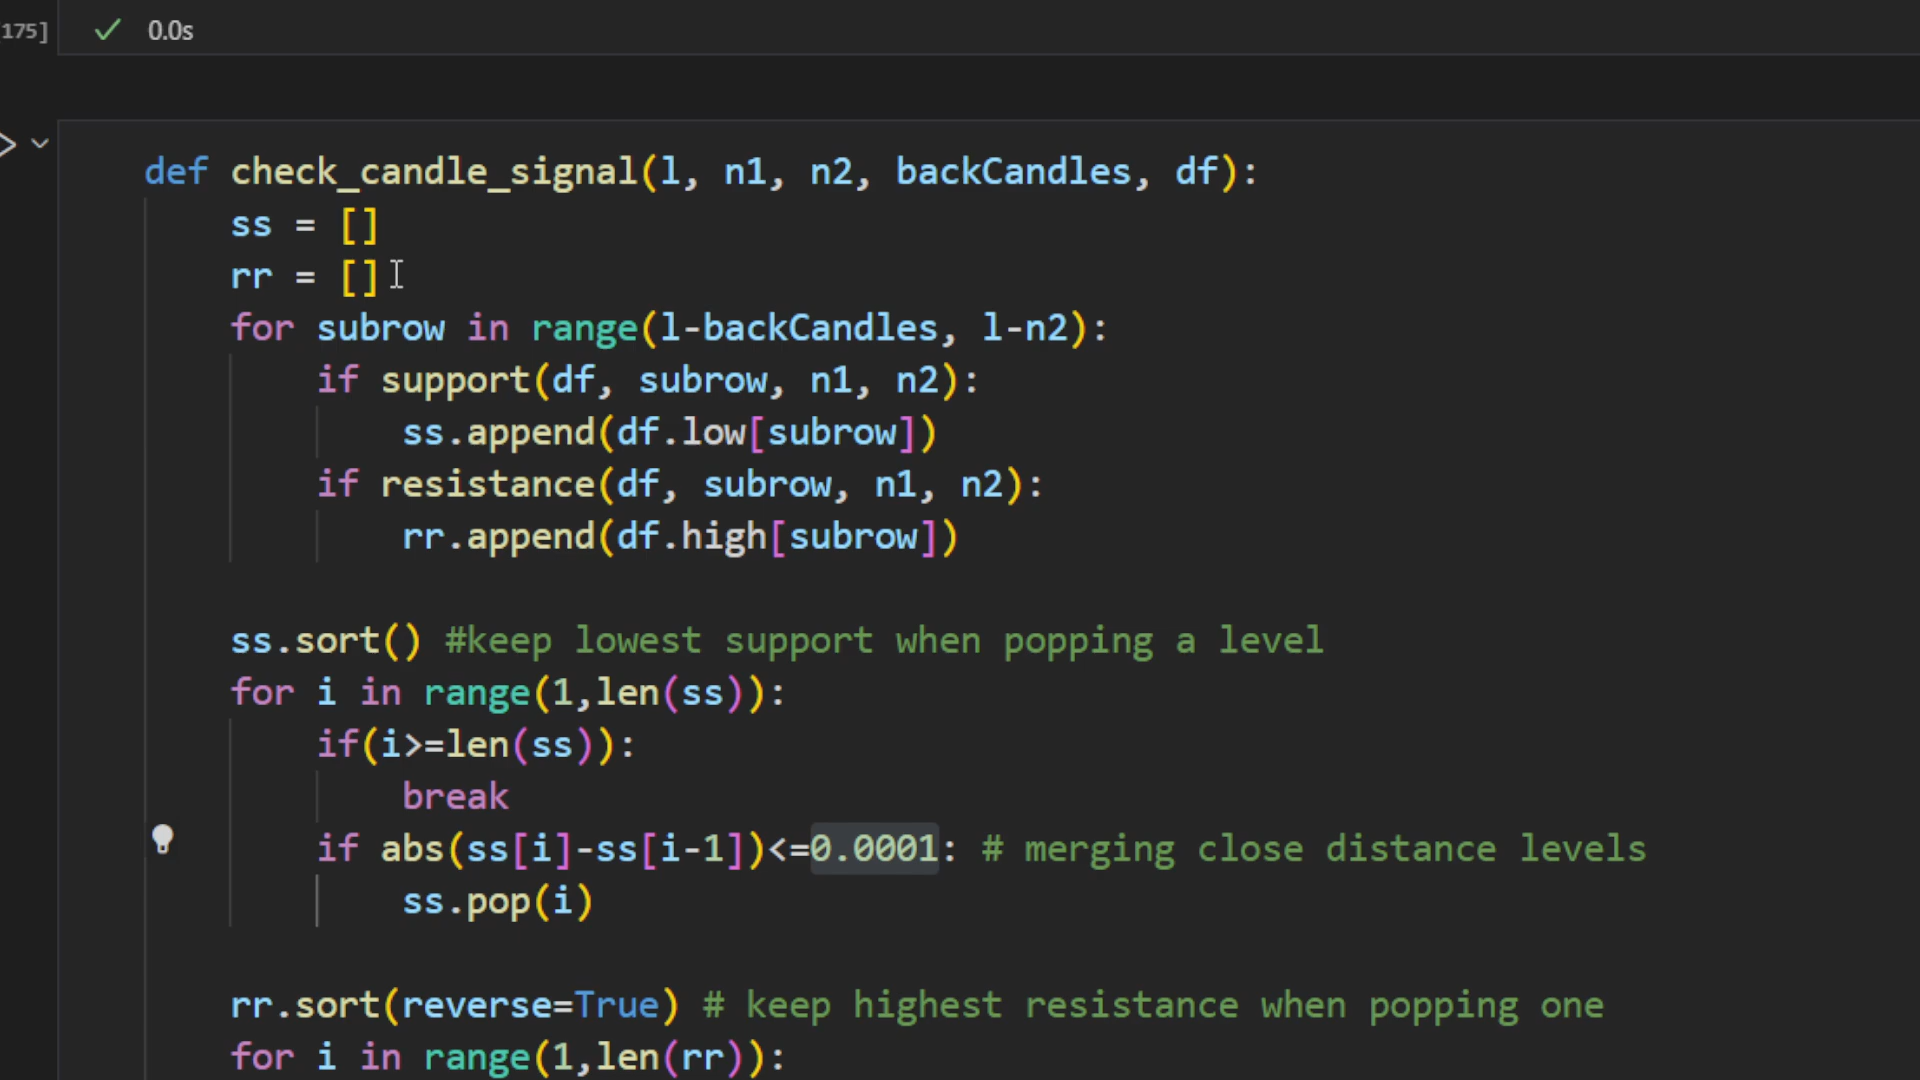 175] ✓ 0.0s
def check_candle_signal(l, n1, n2, backCandles, df):
    ss = []
    rr = []
    for subrow in range(l-backCandles, l-n2):
        if support(df, subrow, n1, n2):
            ss.append(df.low[subrow])
        if resistance(df, subrow, n1, n2):
            rr.append(df.high[subrow])
    ss.sort() #keep lowest support when popping a level
    for i in range(1,len(ss)):
        if(i>=len(ss)):
            break
        if abs(ss[i]-ss[i-1])<=0.0001: # merging close distance levels
            ss.pop(i)
    rr.sort(reverse=True) # keep highest resistance when popping one
    for i in range(1,len(rr)):